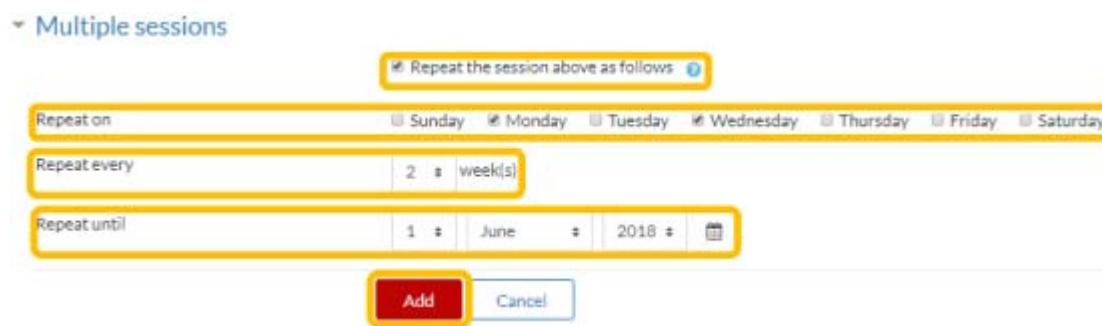 Multiple sessions
Repeat the session above as follows
Repeat on Sunday Monday Tuesday Wednesday Thursday Friday Saturday
Repeat every 2 week(s)
Repeat until 1 June 2018
Add Cancel